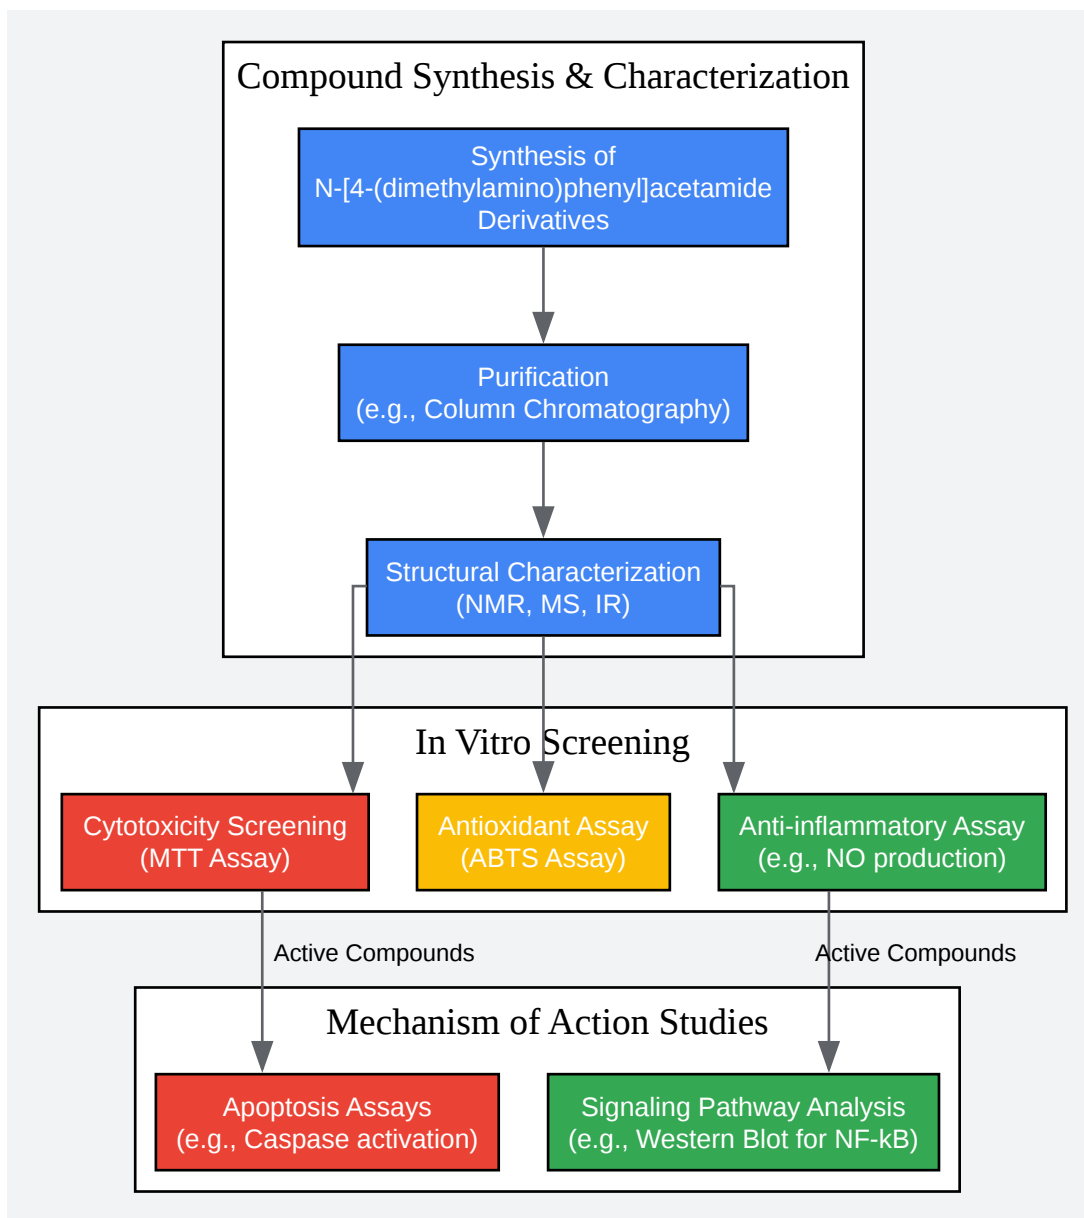 Compound Synthesis & Characterization
Synthesis of
N-[4-(dimethylamino)phenyl]acetamide
Derivatives
Purification
(e.g., Column Chromatography)
Structural Characterization
(NMR, MS, IR)
In Vitro Screening
Cytotoxicity Screening
(MTT Assay)
Antioxidant Assay
(ABTS Assay)
Anti-inflammatory Assay
(e.g., NO production)
Active Compounds
Active Compounds
Mechanism of Action Studies
Apoptosis Assays
(e.g., Caspase activation)
Signaling Pathway Analysis
(e.g., Western Blot for NF-kB)